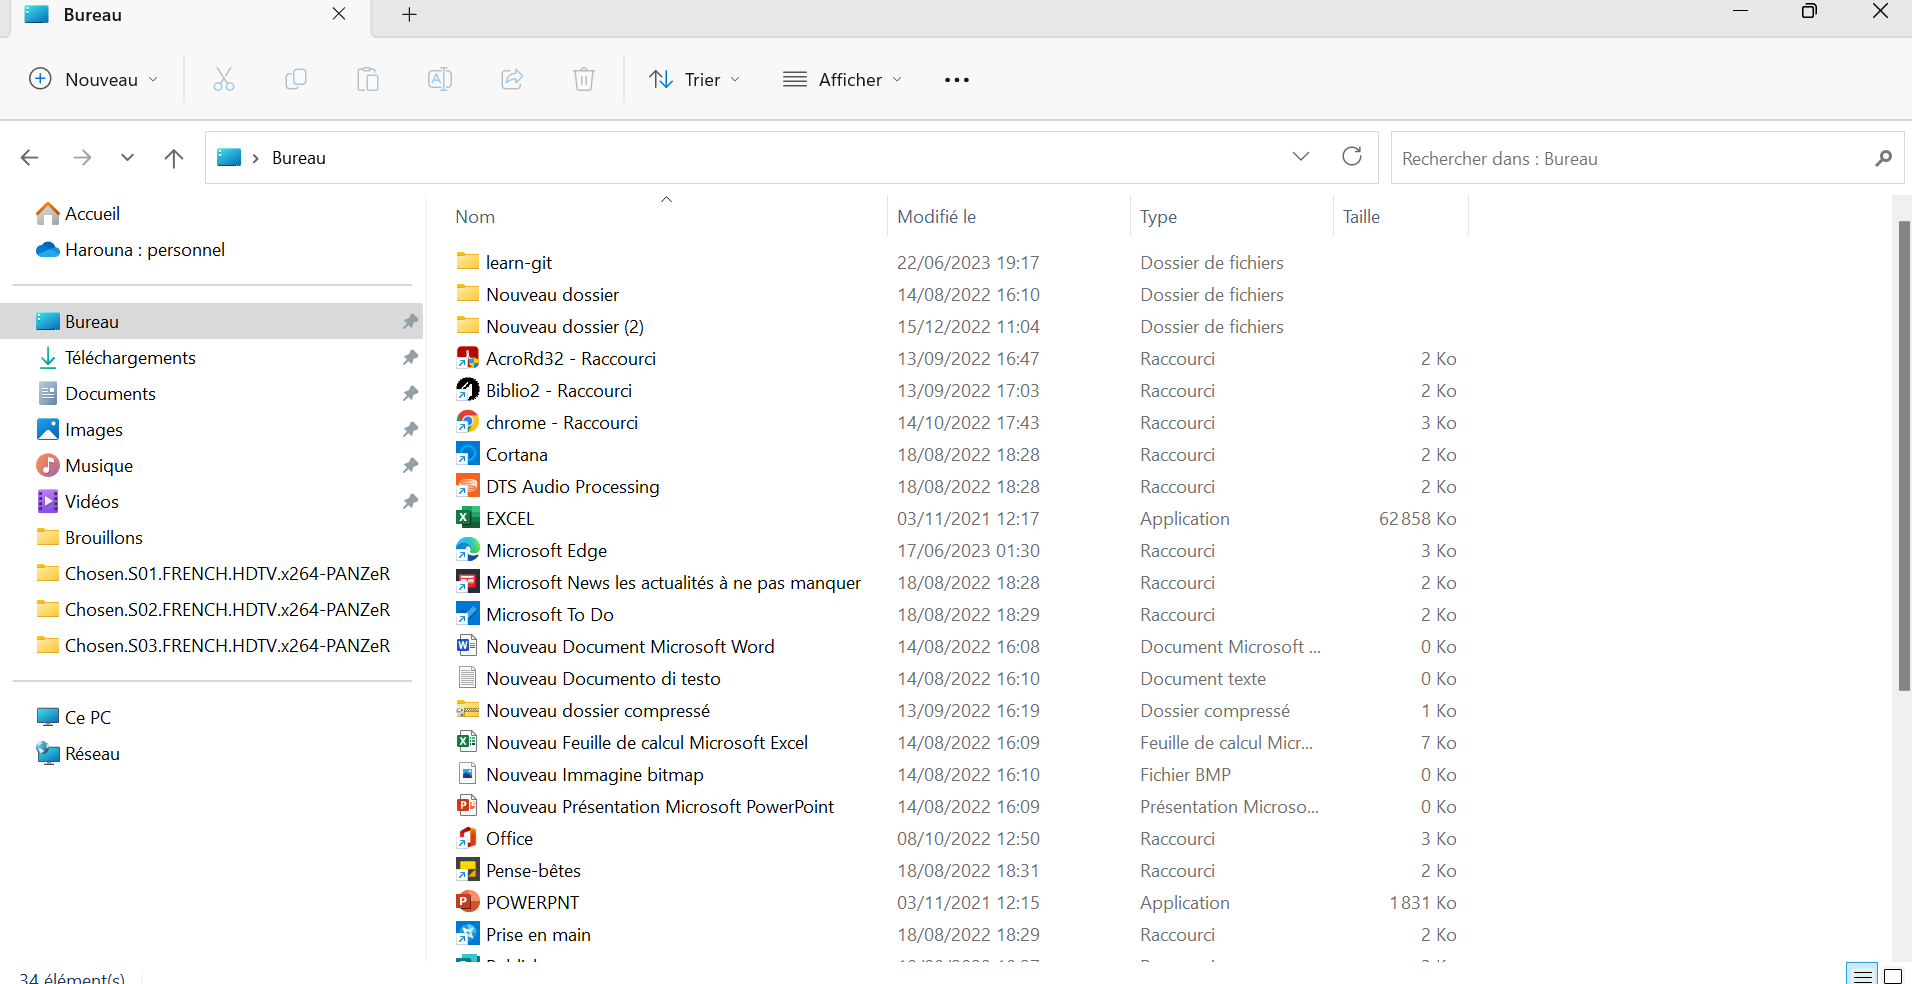 Bureau
Nouveau
Trier
Afficher
Bureau
Rechercher dans : Bureau
Accueil
Harouna : personnel
Bureau
Téléchargements
Documents
Images
Musique
Vidéos
Brouillons
Chosen.S01.FRENCH.HDTV.x264-PANZeR
Chosen.S02.FRENCH.HDTV.x264-PANZeR
Chosen.S03.FRENCH.HDTV.x264-PANZeR
Ce PC
Réseau
Nom Modifié le Type Taille
learn-git 22/06/2023 19:17 Dossier de fichiers
Nouveau dossier 14/08/2022 16:10 Dossier de fichiers
Nouveau dossier (2) 15/12/2022 11:04 Dossier de fichiers
AcroRd32 - Raccourci 13/09/2022 16:47 Raccourci 2 Ko
Biblio2 - Raccourci 13/09/2022 17:03 Raccourci 2 Ko
chrome - Raccourci 14/10/2022 17:43 Raccourci 3 Ko
Cortana 18/08/2022 18:28 Raccourci 2 Ko
DTS Audio Processing 18/08/2022 18:28 Raccourci 2 Ko
EXCEL 03/11/2021 12:17 Application 62 858 Ko
Microsoft Edge 17/06/2023 01:30 Raccourci 3 Ko
Microsoft News les actualités à ne pas manquer 18/08/2022 18:28 Raccourci 2 Ko
Microsoft To Do 18/08/2022 18:29 Raccourci 2 Ko
Nouveau Document Microsoft Word 14/08/2022 16:08 Document Microsoft ... 0 Ko
Nouveau Documento di testo 14/08/2022 16:10 Document texte 0 Ko
Nouveau dossier compressé 13/09/2022 16:19 Dossier compressé 1 Ko
Nouveau Feuille de calcul Microsoft Excel 14/08/2022 16:09 Feuille de calcul Micr... 7 Ko
Nouveau Immagine bitmap 14/08/2022 16:10 Fichier BMP 0 Ko
Nouveau Présentation Microsoft PowerPoint 14/08/2022 16:09 Présentation Microso... 0 Ko
Office 08/10/2022 12:50 Raccourci 3 Ko
Pense-bêtes 18/08/2022 18:31 Raccourci 2 Ko
POWERPNT 03/11/2021 12:15 Application 1 831 Ko
Prise en main 18/08/2022 18:29 Raccourci 2 Ko
34 élément(s)